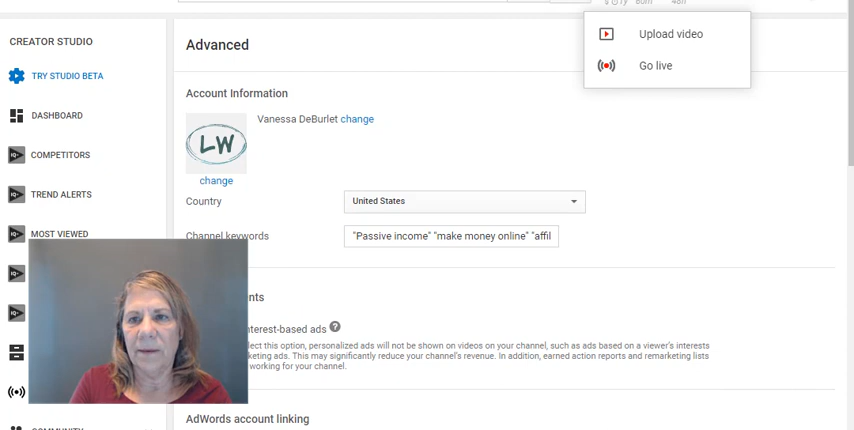 CREATOR STUDIO
TRY STUDIO BETA
DASHBOARD
COMPETITORS
TREND ALERTS
MOST VIEWED
Advanced
Upload video
Go live
Account Information
LW
Vanessa DeBurlet change
change
Country
United States
Channel keywords
"Passive income" "make money online" "affil
nts
nterest-based ads ?
lect this option, personalized ads will not be shown on videos on your channel, such as ads based on a viewer's interests
keting ads. This may significantly reduce your channel's revenue. In addition, earned action reports and remarketing lists
working for your channel.
AdWords account linking